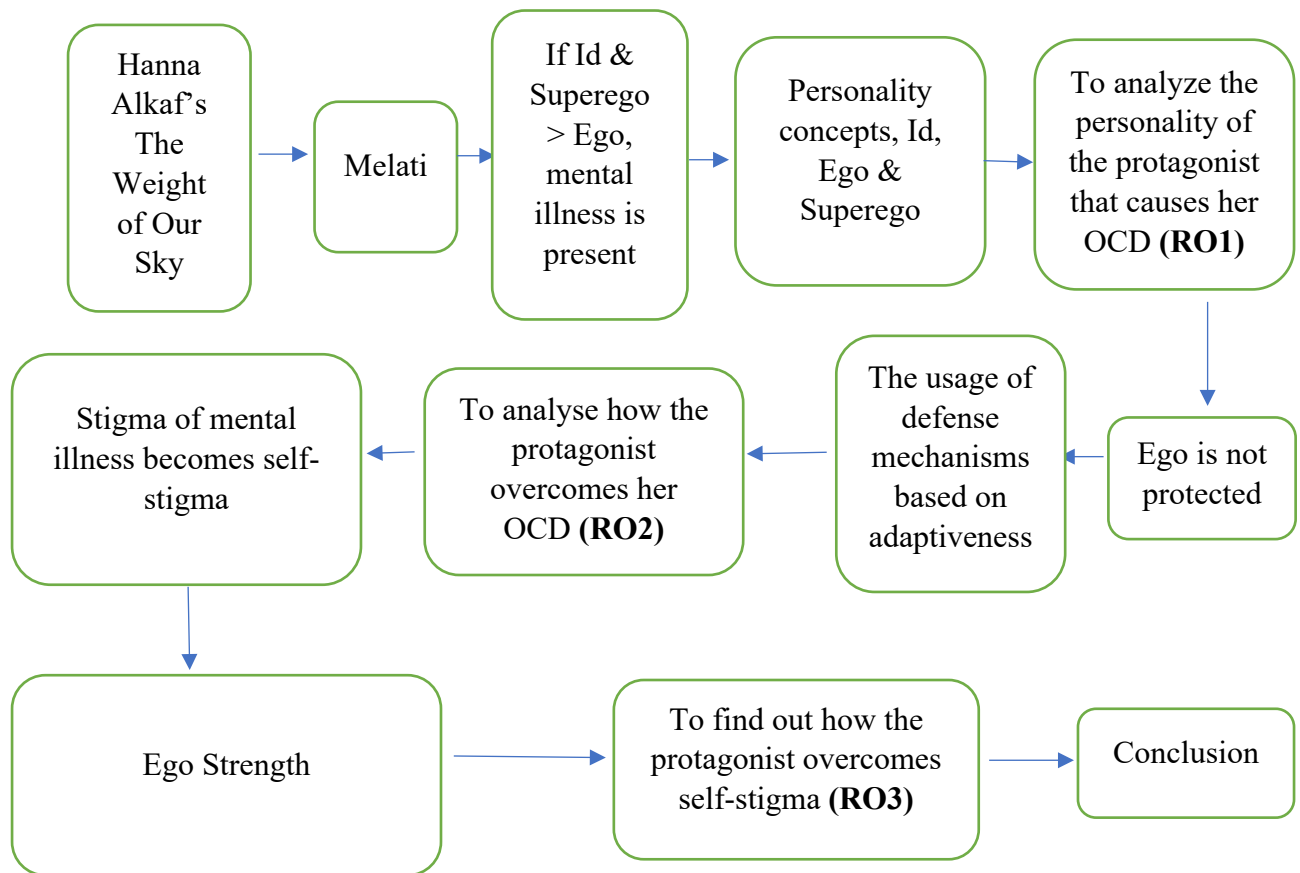 Hanna
Alkaf’s
The
Weight
of Our
Sky
Melati
If Id &
Superego
> Ego,
mental
illness is
present
Personality
concepts, Id,
Ego &
Superego
To analyze the
personality of
the protagonist
that causes her
OCD (RO1)
Ego is not
protected
The usage of
defense
mechanisms
based on
adaptiveness
To analyse how the
protagonist
overcomes her
OCD (RO2)
Stigma of mental
illness becomes self-
stigma
Ego Strength
To find out how the
protagonist overcomes
self-stigma (RO3)
Conclusion